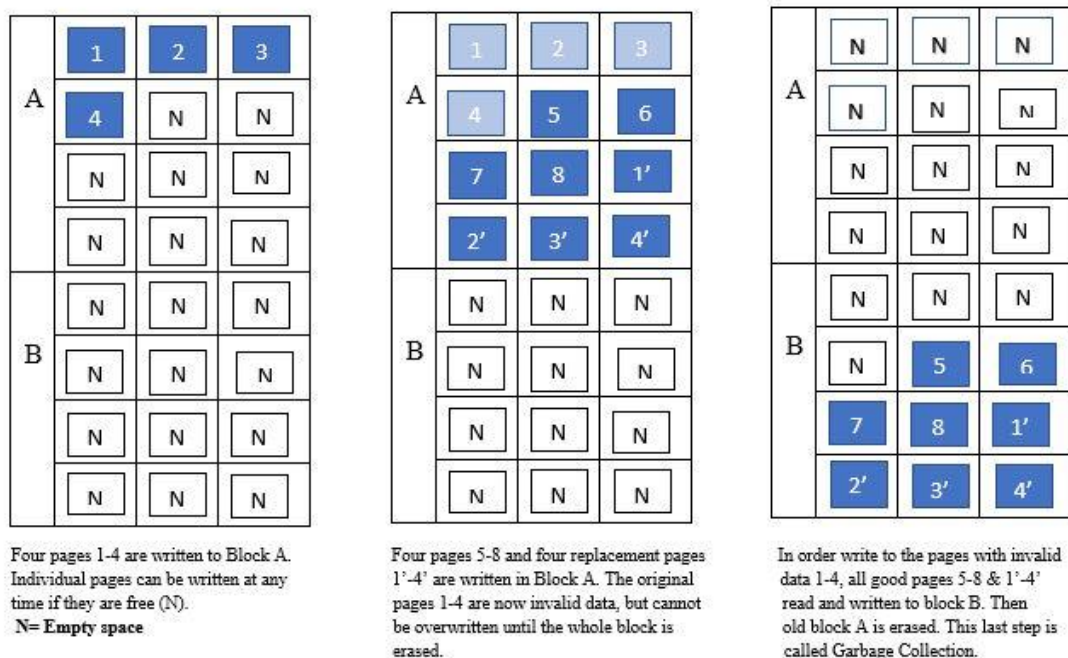 1 2 3
A
4 N N
N N N
N N N
N N N
B
N N N
N N N
N N N
Four pages 1-4 are written to Block A.
Individual pages can be written at any
time if they are free (N).
N= Empty space
1 2 3
A
4 5 6
7 8 1'
2' 3' 4'
N N N
B
N N N
N N N
N N N
Four pages 5-8 and four replacement pages
1'-4' are written in Block A. The original
pages 1-4 are now invalid data, but cannot
be overwritten until the whole block is
erased.
N N N
A
N N N
N N N
N N N
N N N
B
N 5 6
7 8 1'
2' 3' 4'
In order write to the pages with invalid
data 1-4, all good pages 5-8 & 1'-4'
read and written to block B. Then
old block A is erased. This last step is
called Garbage Collection.